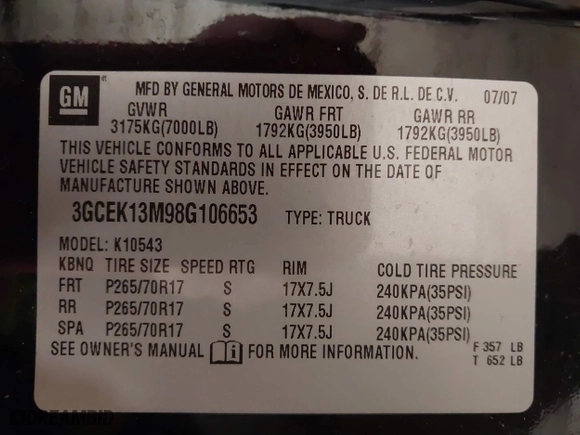 GM
MFD BY GENERAL MOTORS DE MEXICO, S. DE R.L. DE C.V. 07/07
GVWR GAWR FRT GAWR RR
3175KG(7000LB) 1792KG(3950LB) 1792KG(3950LB)
THIS VEHICLE CONFORMS TO ALL APPLICABLE U.S. FEDERAL MOTOR
VEHICLE SAFETY STANDARDS IN EFFECT ON THE DATE OF
MANUFACTURE SHOWN ABOVE.
3GCEK13M98G106653 TYPE: TRUCK
MODEL: K10543
KBNQ TIRE SIZE SPEED RTG RIM COLD TIRE PRESSURE
FRT P265/70R17 S 17X7.5J 240KPA(35PSI)
RR P265/70R17 S 17X7.5J 240KPA(35PSI)
SPA P265/70R17 S 17X7.5J 240KPA(35PSI)
SEE OWNER'S MANUAL FOR MORE INFORMATION. F 357 LB
T 652 LB
DREAMBID